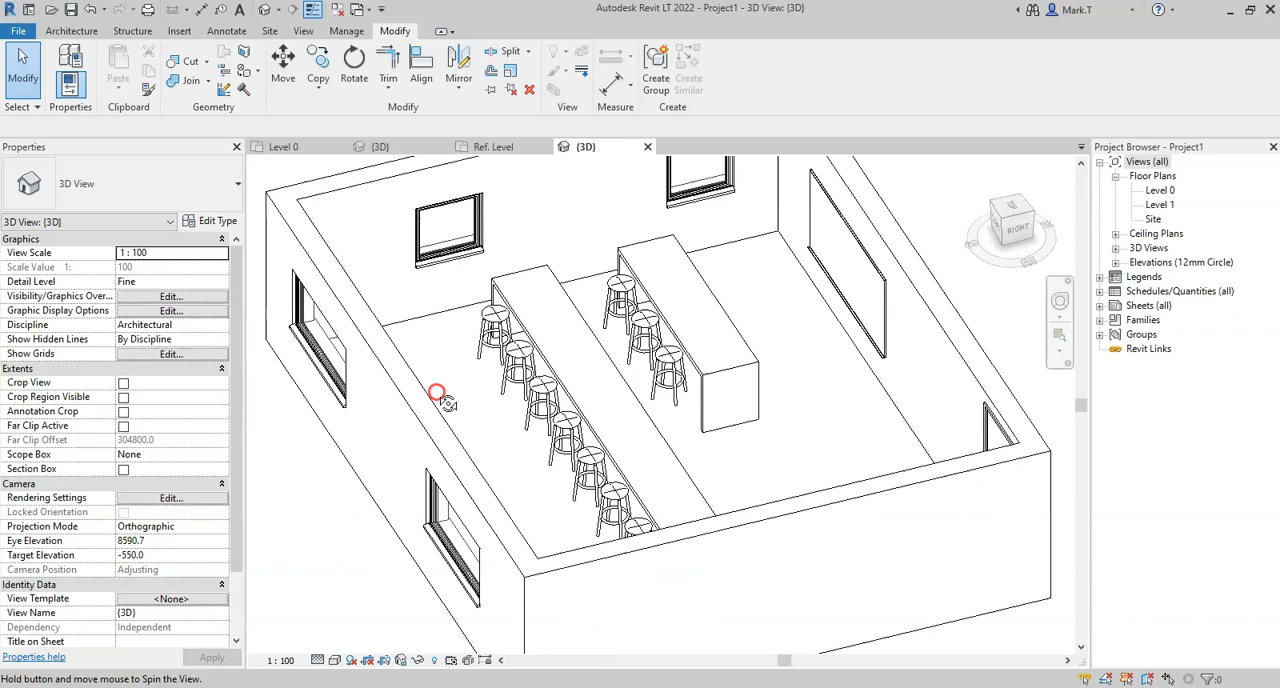 Autodesk Revit LT 2022 - Project1 - 3D View: {3D}
Mark.T
File
Architecture
Structure
Insert
Annotate
Site
View
Manage
Modify
Modify
Paste
Cut
Join
Move
Copy
Rotate
Trim
Align
Mirror
Split
Create
Group
Create
Similar
Select
Properties
Clipboard
Geometry
Modify
View
Measure
Create
Properties
Level 0
{3D}
Ref. Level
{3D}
Project Browser - Project1
3D View
3D View: {3D}
Edit Type
Graphics
View Scale
1 : 100
Scale Value 1:
100
Detail Level
Fine
Visibility/Graphics Over...
Edit...
Graphic Display Options
Edit...
Discipline
Architectural
Show Hidden Lines
By Discipline
Show Grids
Edit...
Extents
Crop View
Crop Region Visible
Annotation Crop
Far Clip Active
Far Clip Offset
304800.0
Scope Box
None
Section Box
Camera
Rendering Settings
Edit...
Locked Orientation
Projection Mode
Orthographic
Eye Elevation
8590.7
Target Elevation
-550.0
Camera Position
Adjusting
Identity Data
View Template
<None>
View Name
{3D}
Dependency
Independent
Title on Sheet
Properties help
Apply
RIGHT
Views (all)
Floor Plans
Level 0
Level 1
Site
Ceiling Plans
3D Views
Elevations (12mm Circle)
Legends
Schedules/Quantities (all)
Sheets (all)
Families
Groups
Revit Links
1 : 100
Hold button and move mouse to Spin the View.
:0